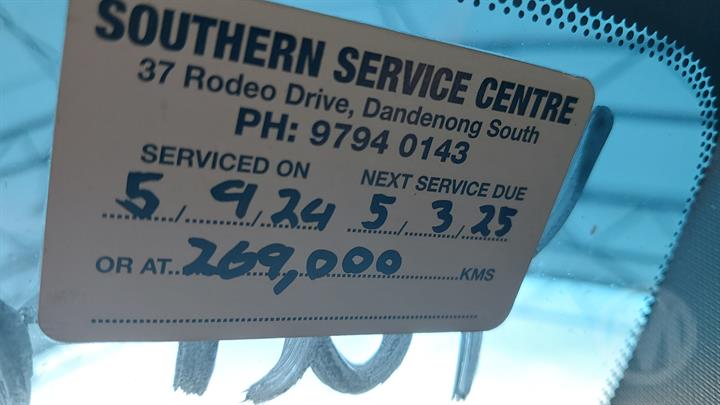 SOUTHERN SERVICE CENTRE
37 Rodeo Drive, Dandenong South
PH: 9794 0143
SERVICED ON NEXT SERVICE DUE
5/9/24 5/3/25
OR AT..269,000 KMS